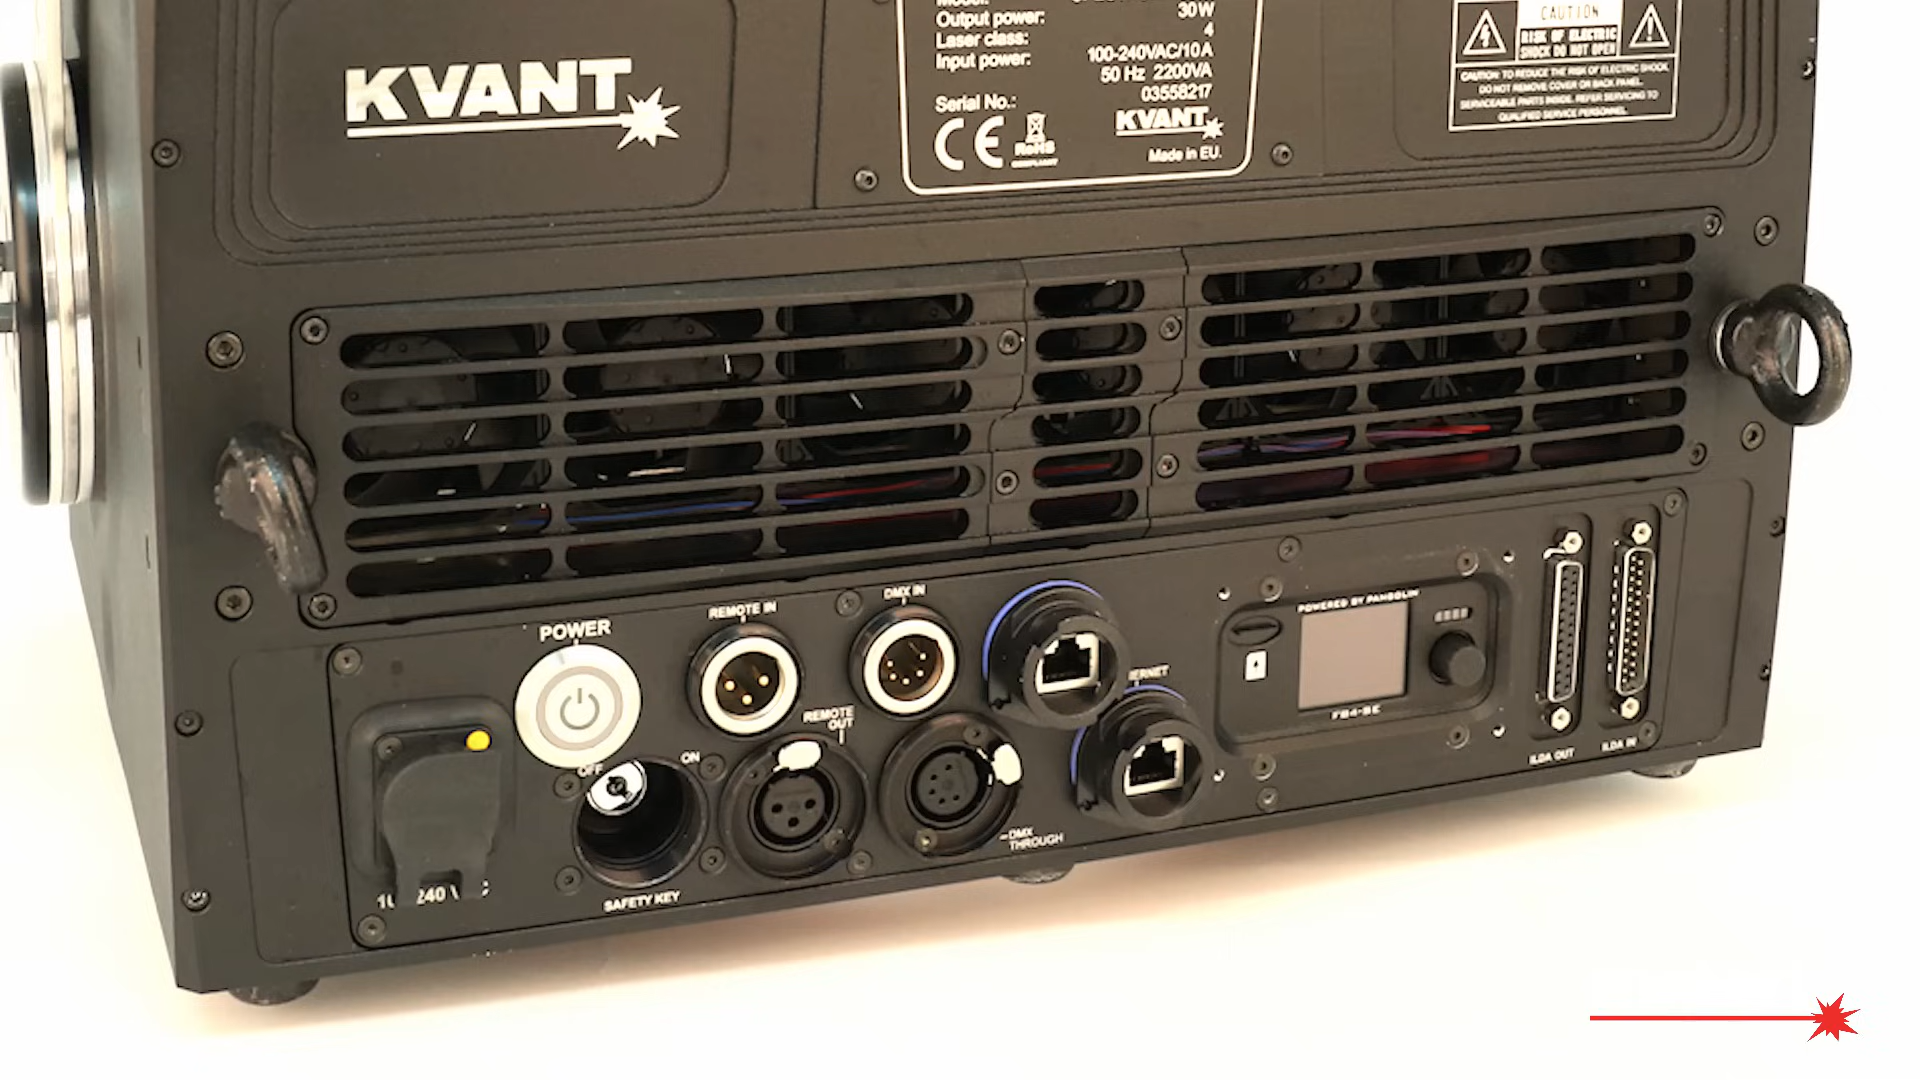 KVANT
Output power: 30W
Laser class: 4
Input power: 100-240VAC/10A
50 Hz 2200VA
Serial No.: 03558217
CE RoHS
KVANT
Made in EU.
CAUTION
RISK OF ELECTRIC
SHOCK DO NOT OPEN
CAUTION: TO REDUCE THE RISK OF ELECTRIC SHOCK
DO NOT REMOVE COVER OR BACK PANEL.
SERVICEABLE PARTS INSIDE. REFER SERVICING TO
QUALIFIED SERVICE PERSONNEL.
POWER
REMOTE IN
DMX IN
REMOTE
OUT
OFF
ON
SAFETY KEY
DMX
THROUGH
POWERED BY PANGOLIN
FB4-SE
ILDA OUT
ILDA IN